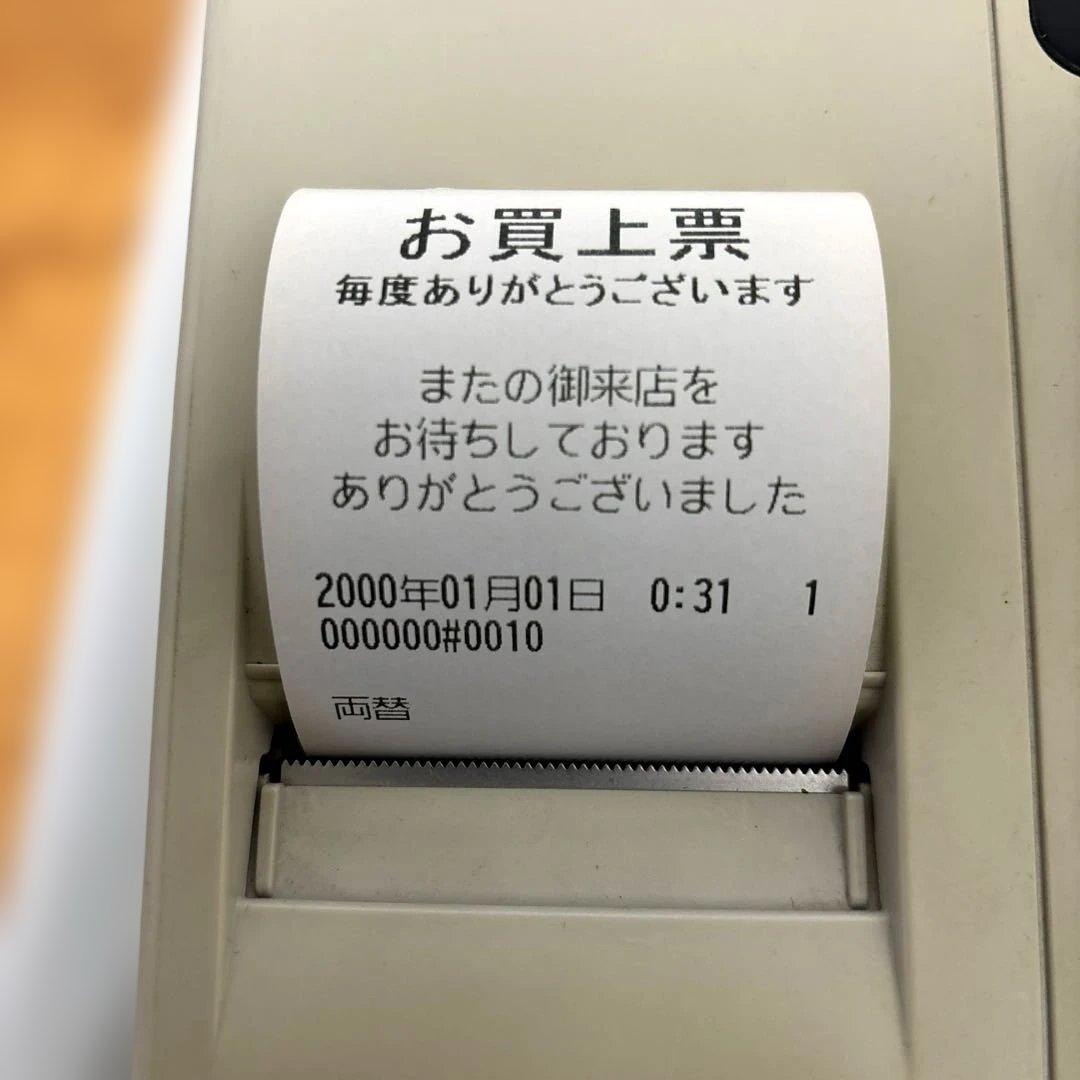 お買上票
毎度ありがとうございます
またの御来店を
お待ちしております
ありがとうございました
2000年01月01日 0:31 1
000000#0010
両替